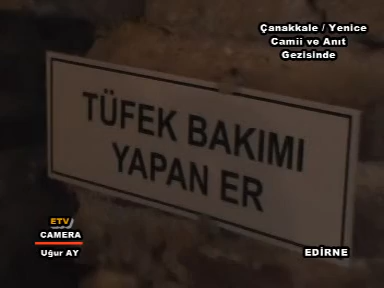 Çanakkale / Yenice
Camii ve Anıt
Gezisinde
TÜFEK BAKIMI
YAPAN ER
ETV
CAMERA
Uğur AY
EDİRNE